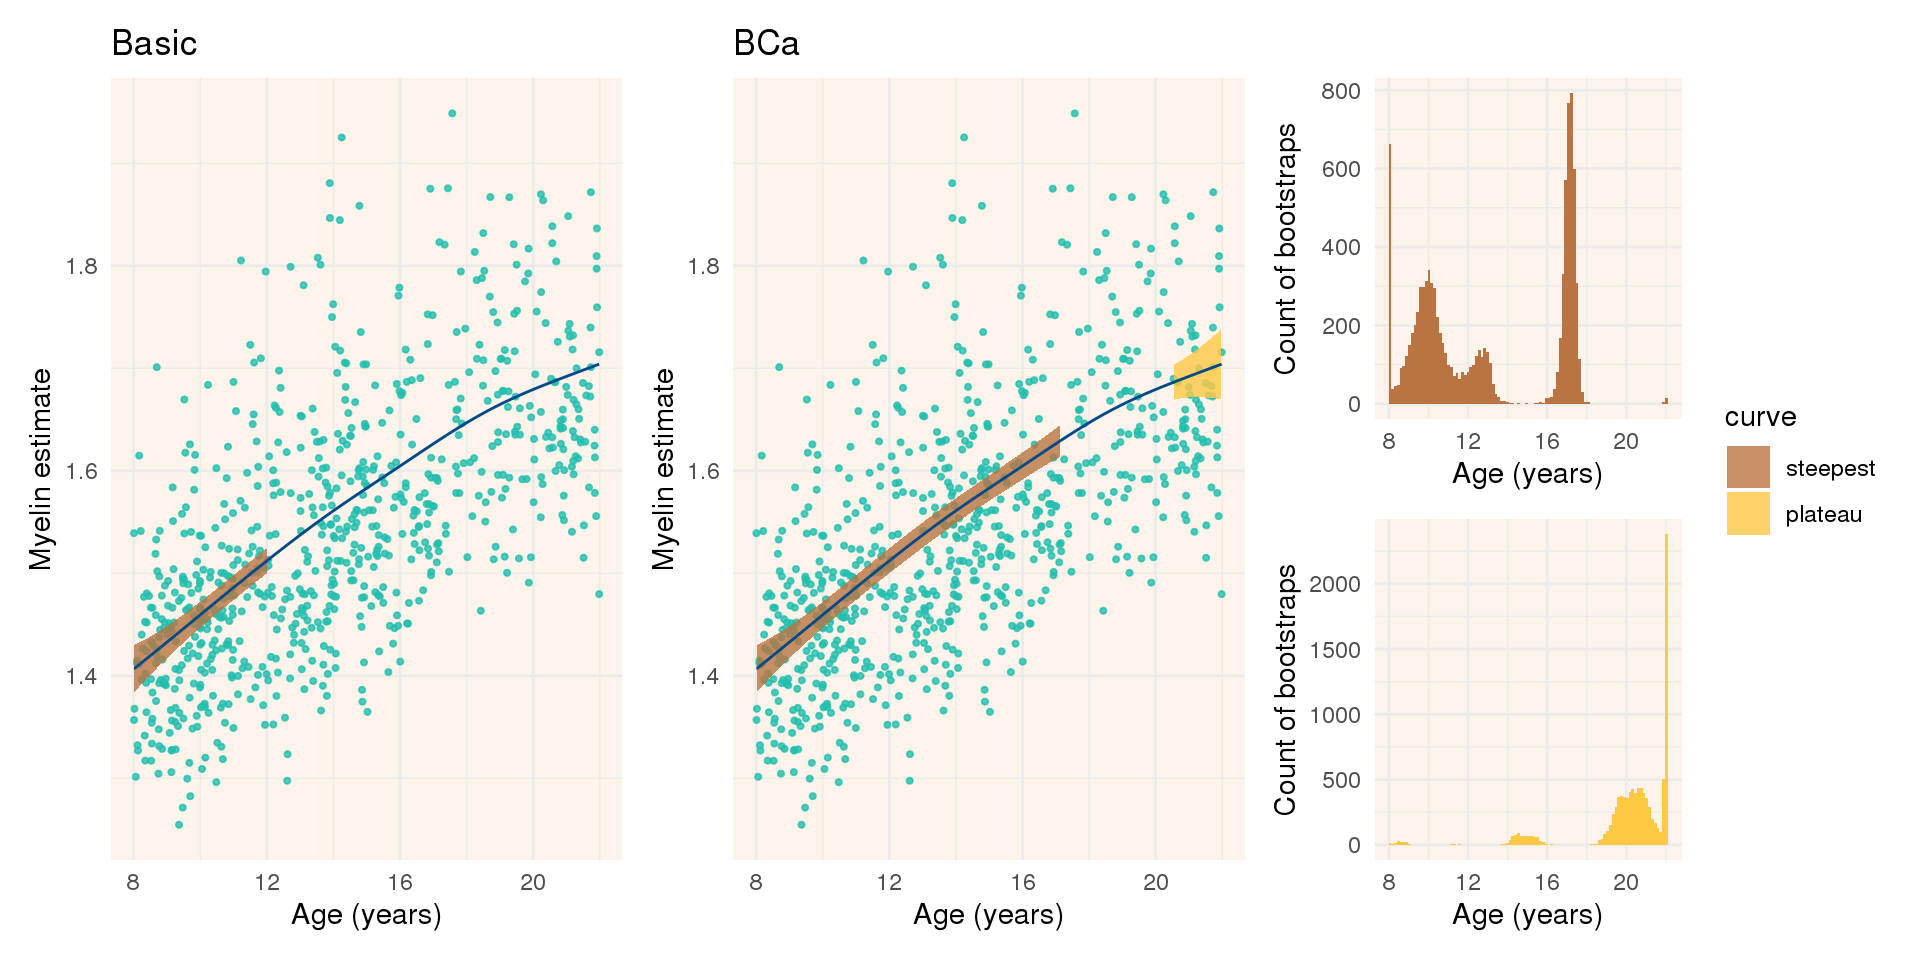 Basic
Myelin estimate
1.8
1.6
1.4
8 12 16 20
Age (years)
BCa
Myelin estimate
1.8
1.6
1.4
8 12 16 20
Age (years)
Count of bootstraps
800
600
400
200
0
8 12 16 20
Age (years)
Count of bootstraps
2000
1500
1000
500
0
8 12 16 20
Age (years)
curve
steepest
plateau